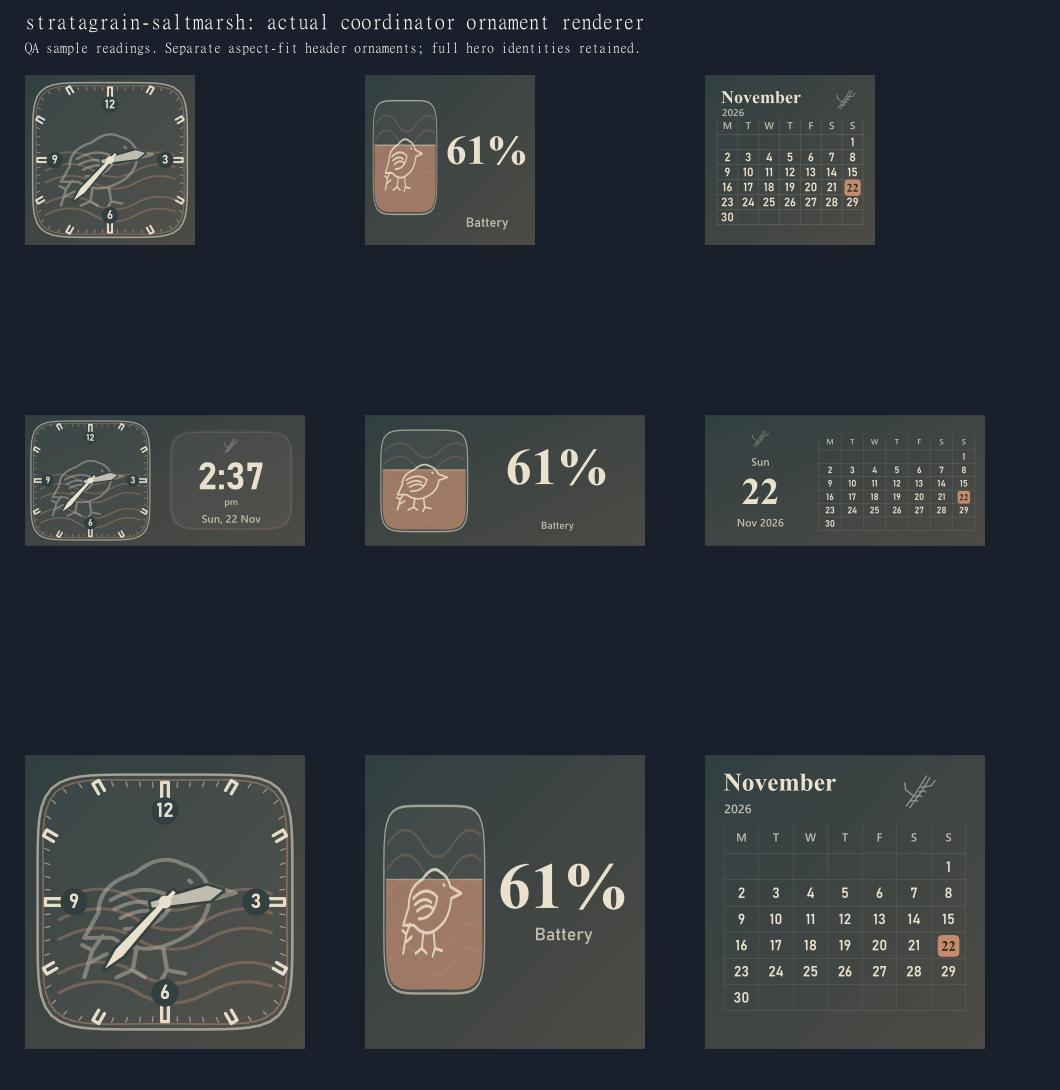 stratagrain-saltmarsh: actual coordinator ornament renderer
QA sample readings. Separate aspect-fit header ornaments; full hero identities retained.
12
9 3
6
61%
Battery
November
2026
M T W T F S S
1
2 3 4 5 6 7 8
9 10 11 12 13 14 15
16 17 18 19 20 21 22
23 24 25 26 27 28 29
30
12
9 3
6
2:37
pm
Sun, 22 Nov
61%
Battery
Sun
22
Nov 2026
M T W T F S S
1
2 3 4 5 6 7 8
9 10 11 12 13 14 15
16 17 18 19 20 21 22
23 24 25 26 27 28 29
30
12
9 3
6
61%
Battery
November
2026
M T W T F S S
1
2 3 4 5 6 7 8
9 10 11 12 13 14 15
16 17 18 19 20 21 22
23 24 25 26 27 28 29
30